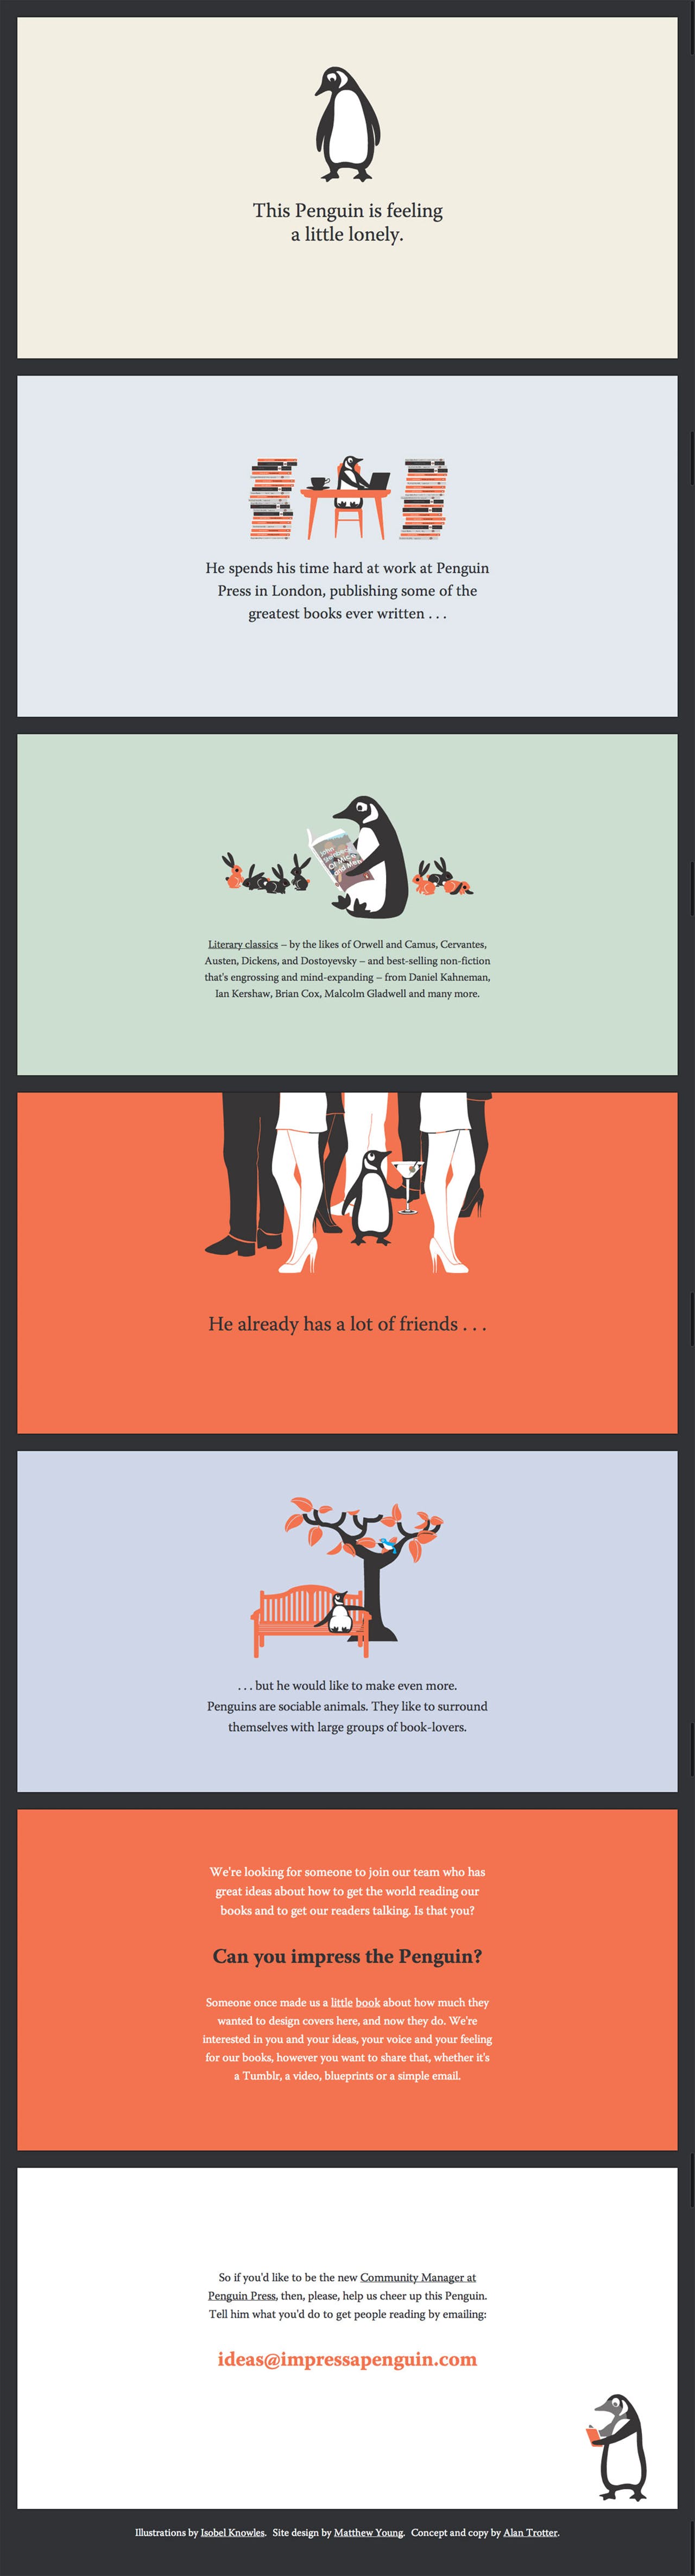 This Penguin is feeling
a little lonely.
He spends his time hard at work at Penguin
Press in London, publishing some of the
greatest books ever written . . .
John
Steinbeck
Of Mice
and Men
Literary classics – by the likes of Orwell and Camus, Cervantes,
Austen, Dickens, and Dostoyevsky – and best-selling non-fiction
that's engrossing and mind-expanding – from Daniel Kahneman,
Ian Kershaw, Brian Cox, Malcolm Gladwell and many more.
He already has a lot of friends . . .
. . . but he would like to make even more.
Penguins are sociable animals. They like to surround
themselves with large groups of book-lovers.
We're looking for someone to join our team who has
great ideas about how to get the world reading our
books and to get our readers talking. Is that you?
Can you impress the Penguin?
Someone once made us a little book about how much they
wanted to design covers here, and now they do. We're
interested in you and your ideas, your voice and your feeling
for our books, however you want to share that, whether it's
a Tumblr, a video, blueprints or a simple email.
So if you'd like to be the new Community Manager at
Penguin Press, then, please, help us cheer up this Penguin.
Tell him what you'd do to get people reading by emailing:
ideas@impressapenguin.com
Illustrations by Isobel Knowles. Site design by Matthew Young. Concept and copy by Alan Trotter.